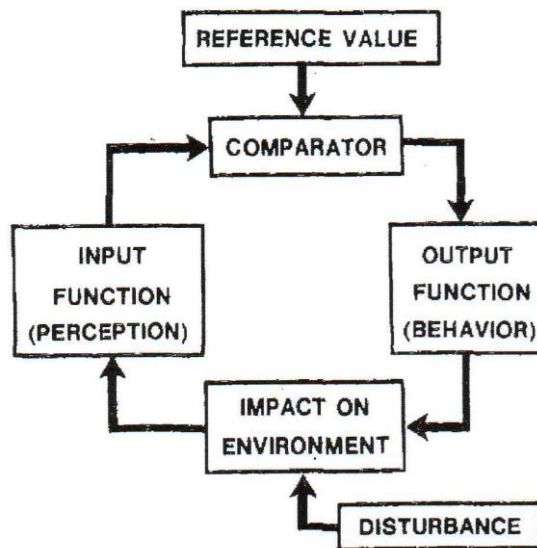 REFERENCE VALUE
COMPARATOR
INPUT
FUNCTION
(PERCEPTION)
OUTPUT
FUNCTION
(BEHAVIOR)
IMPACT ON
ENVIRONMENT
DISTURBANCE